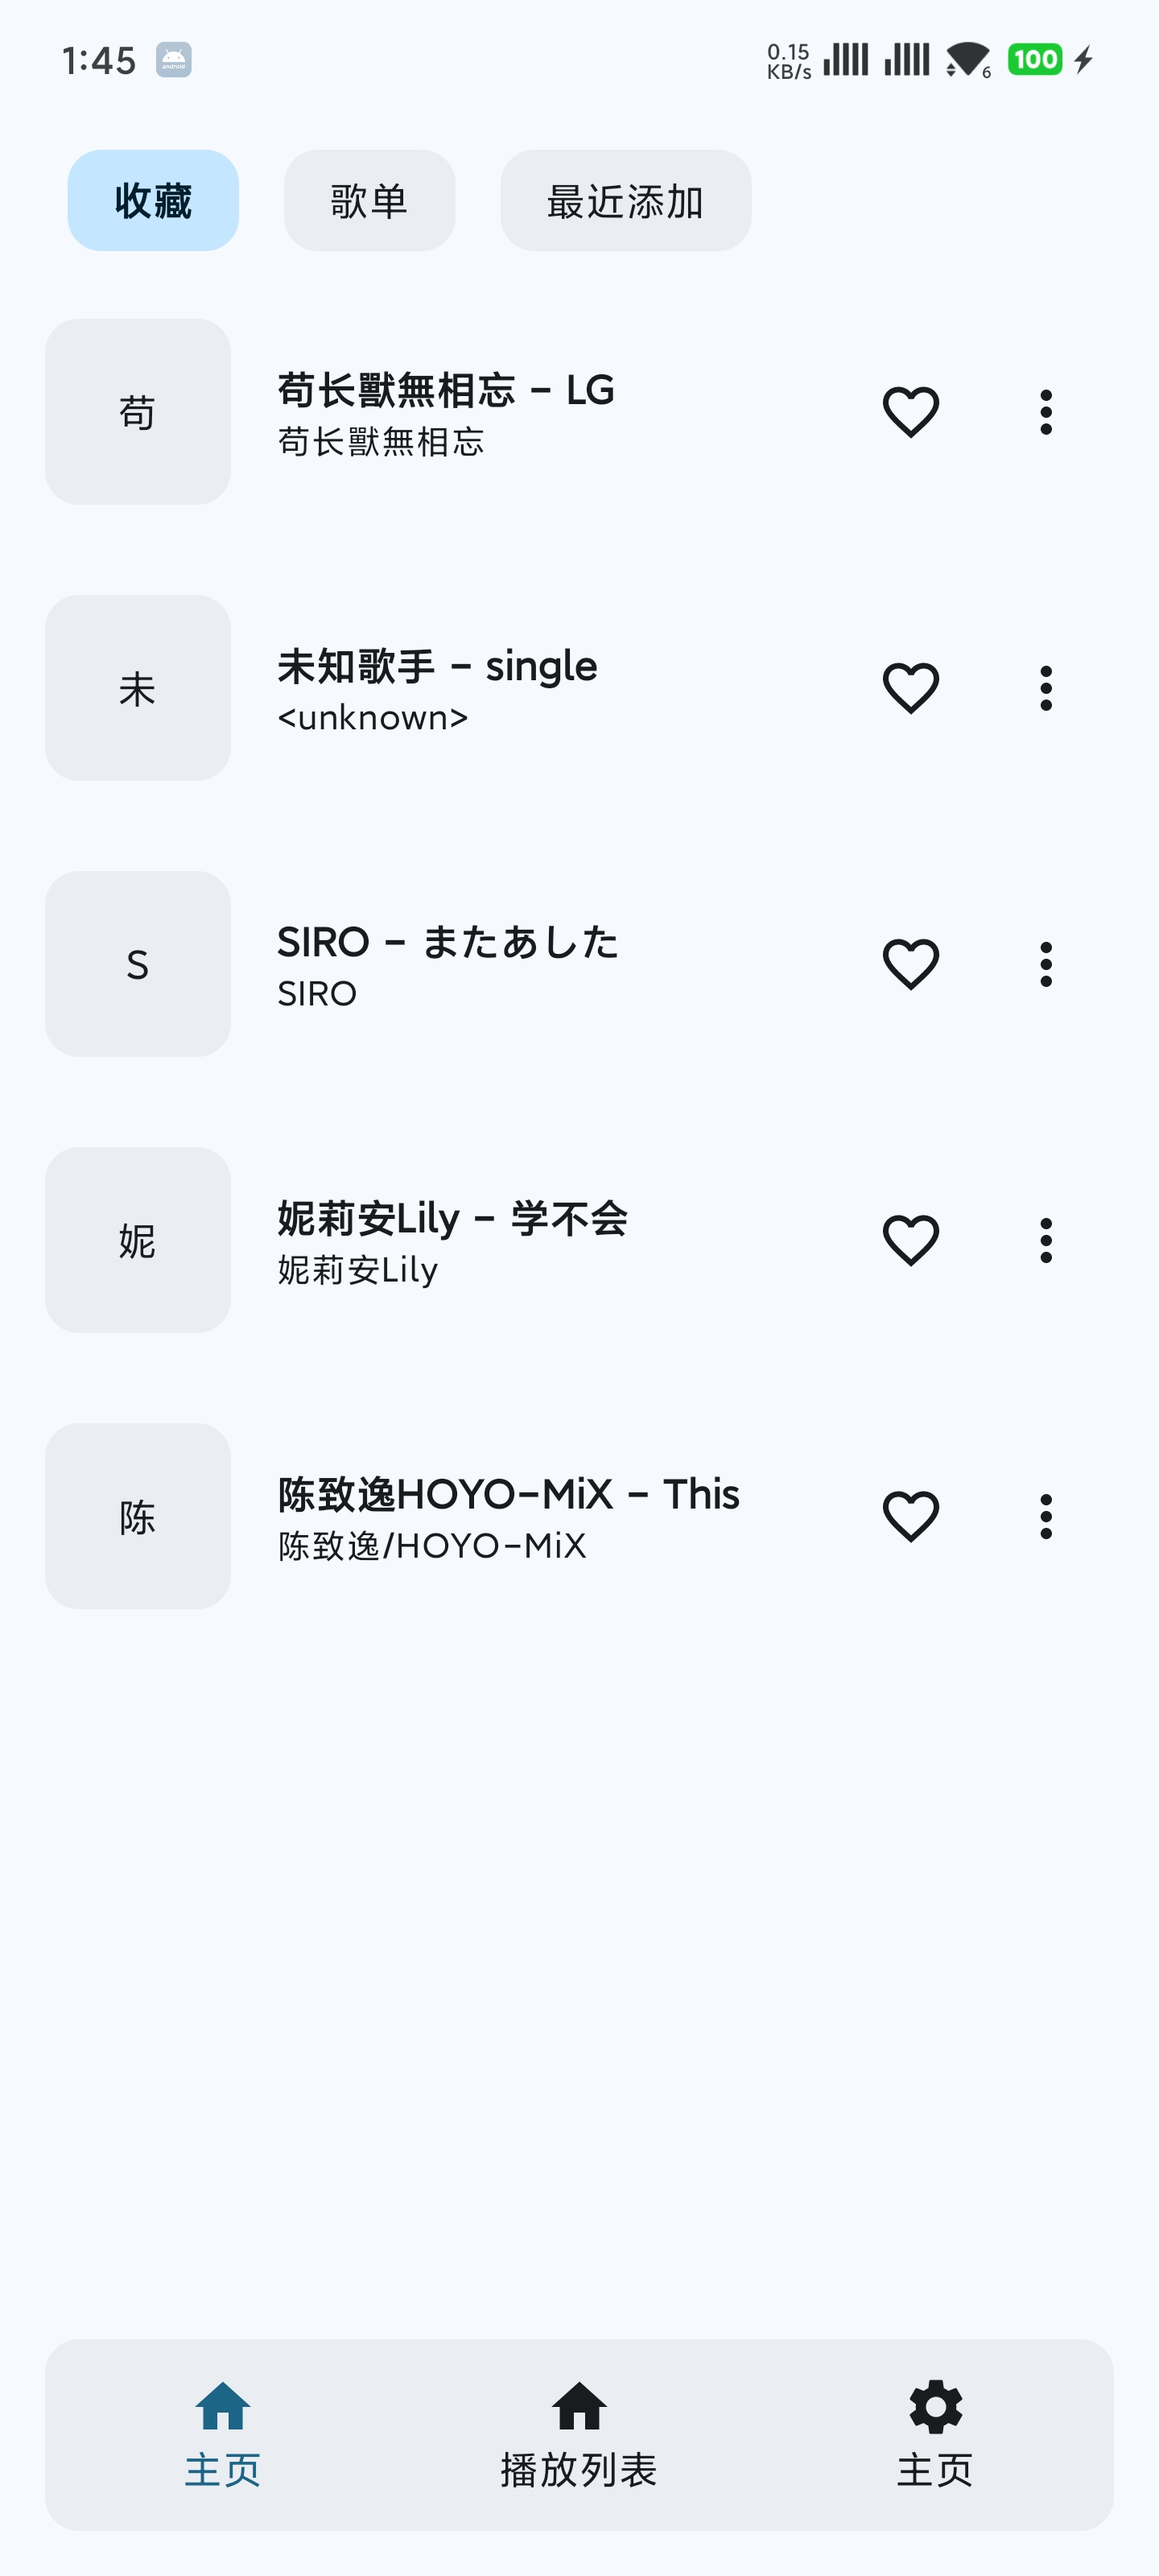 1:45
0.15
KB/s
6
100
收藏
歌单
最近添加
荀
荀长獸無相忘 - LG
荀长獸無相忘
未
未知歌手 - single
<unknown>
S
SIRO - またあした
SIRO
妮
妮莉安Lily - 学不会
妮莉安Lily
陈
陈致逸HOYO-MiX - This
陈致逸/HOYO-MiX
主页
播放列表
主页